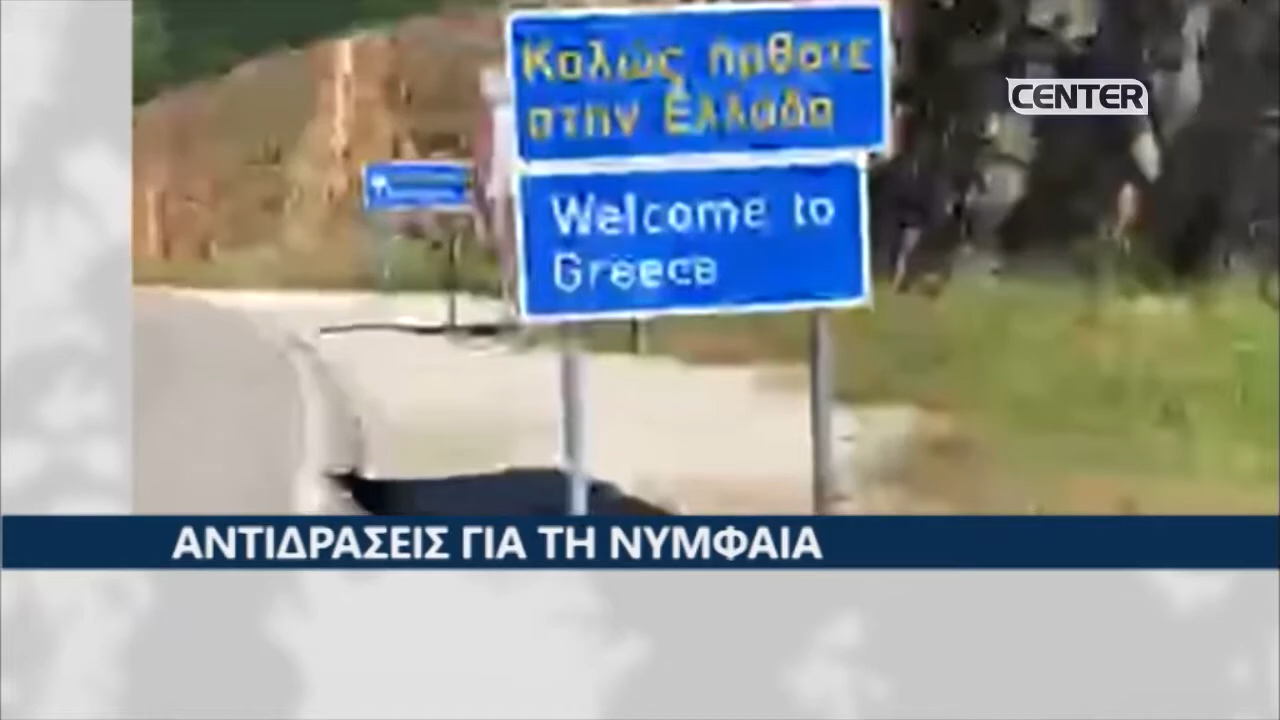 CENTER
Καλώς ήρθατε
στην Ελλάδα
Welcome to
Greece
ΑΝΤΙΔΡΑΣΕΙΣ ΓΙΑ ΤΗ ΝΥΜΦΑΙΑ